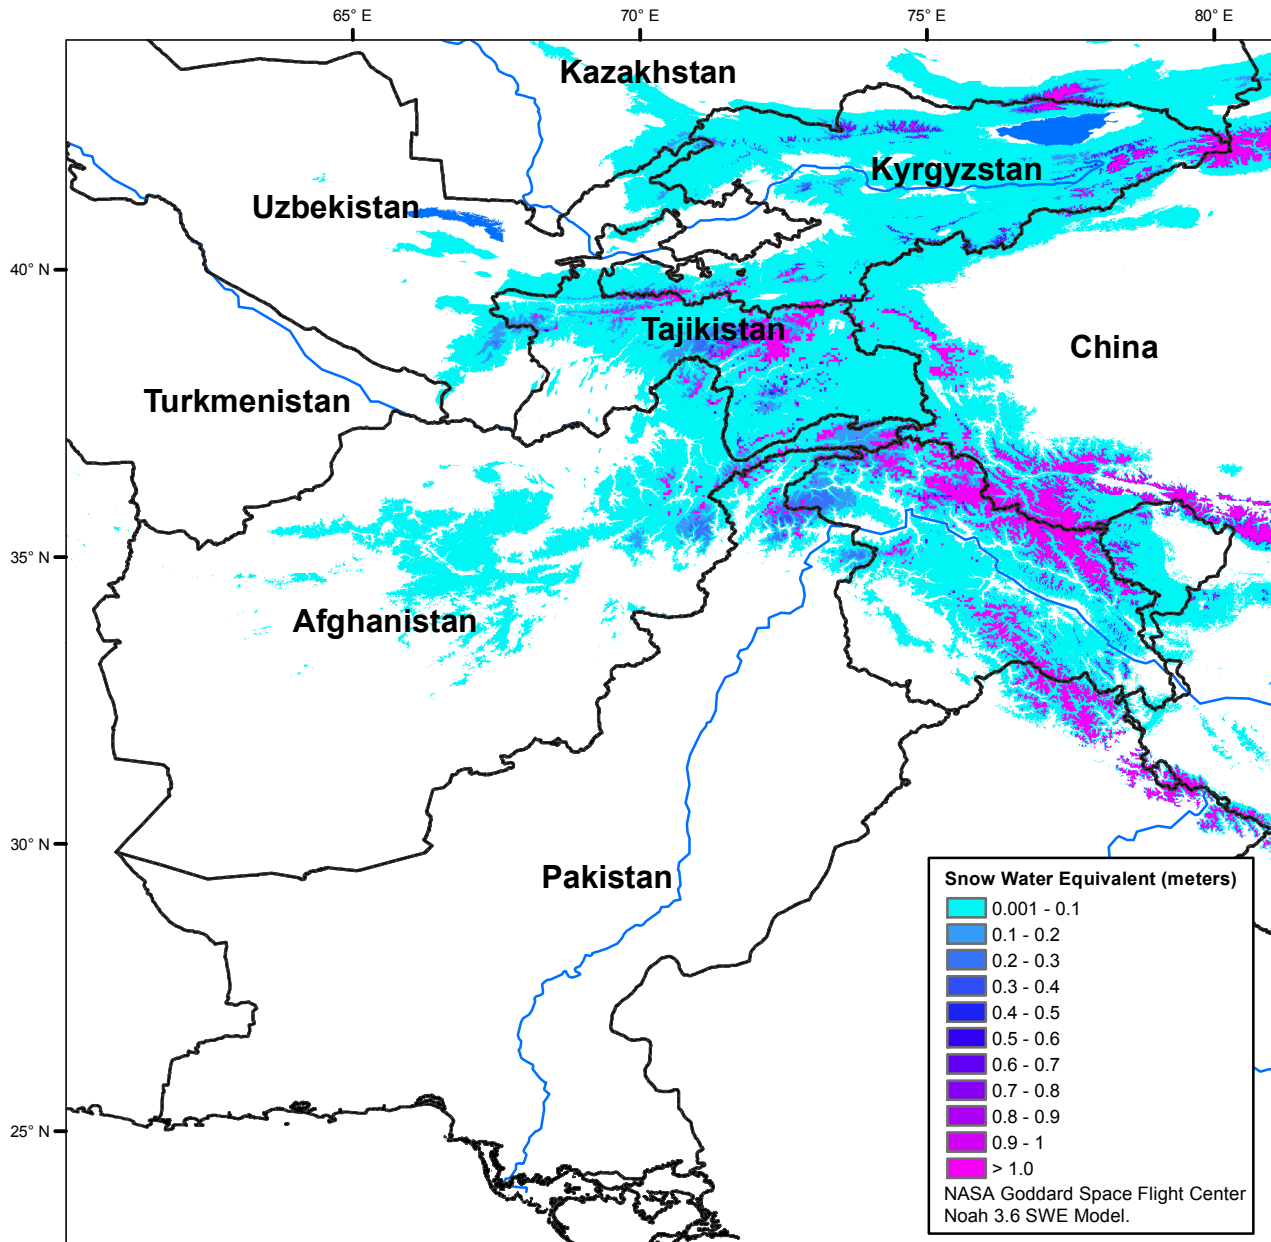 65° E
70° E
75° E
80° E
Kazakhstan
Kyrgyzstan
Uzbekistan
40° N
Tajikistan
China
Turkmenistan
35° N
Afghanistan
30° N
Pakistan
25° N
Snow Water Equivalent (meters)
0.001 - 0.1
0.1 - 0.2
0.2 - 0.3
0.3 - 0.4
0.4 - 0.5
0.5 - 0.6
0.6 - 0.7
0.7 - 0.8
0.8 - 0.9
0.9 - 1
> 1.0
NASA Goddard Space Flight Center
Noah 3.6 SWE Model.